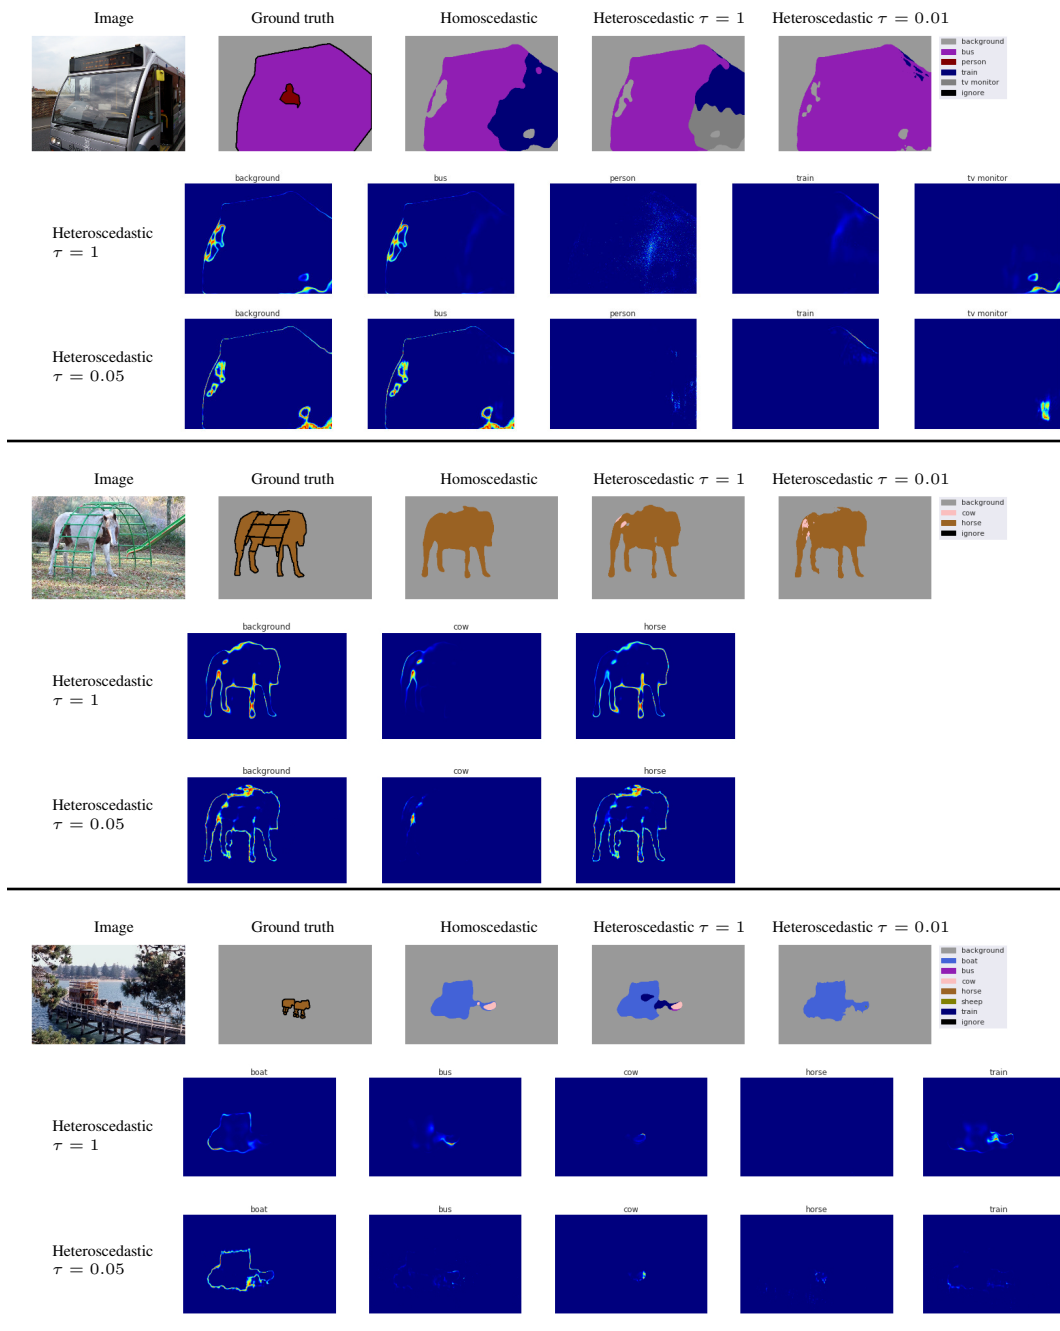 Image Ground truth Homoscedastic Heteroscedastic τ = 1 Heteroscedastic τ = 0.01
background
bus
person
train
tv monitor
ignore
background bus person train tv monitor
Heteroscedastic
τ = 1
background bus person train tv monitor
Heteroscedastic
τ = 0.05
Image Ground truth Homoscedastic Heteroscedastic τ = 1 Heteroscedastic τ = 0.01
background
cow
horse
ignore
background cow horse
Heteroscedastic
τ = 1
background cow horse
Heteroscedastic
τ = 0.05
Image Ground truth Homoscedastic Heteroscedastic τ = 1 Heteroscedastic τ = 0.01
background
boat
bus
cow
horse
sheep
train
ignore
boat bus cow horse train
Heteroscedastic
τ = 1
boat bus cow horse train
Heteroscedastic
τ = 0.05